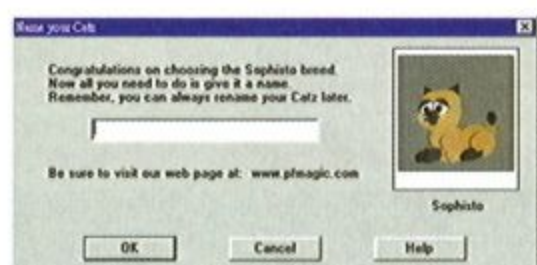 Name your Catz
Congratulations on choosing the Sophisto breed.
Now all you need to do is give it a name.
Remember, you can always rename your Catz later.
Be sure to visit our web page at: www.pfmagic.com
Sophisto
OK Cancel Help